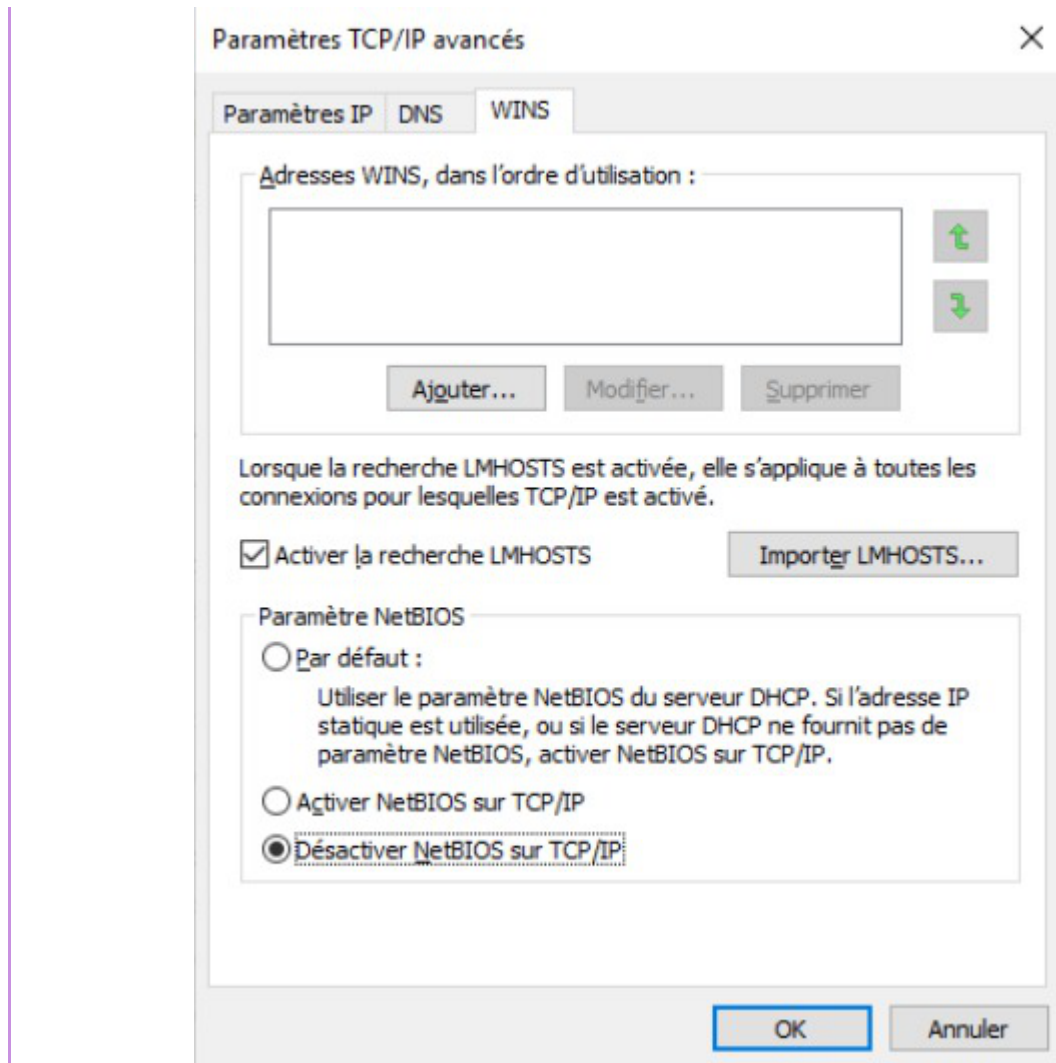 Paramètres TCP/IP avancés
Paramètres IP DNS WINS
Adresses WINS, dans l'ordre d'utilisation :
Ajouter... Modifier... Supprimer
Lorsque la recherche LMHOSTS est activée, elle s'applique à toutes les
connexions pour lesquelles TCP/IP est activé.
Activer la recherche LMHOSTS Importer LMHOSTS...
Paramètre NetBIOS
Par défaut :
Utiliser le paramètre NetBIOS du serveur DHCP. Si l'adresse IP
statique est utilisée, ou si le serveur DHCP ne fournit pas de
paramètre NetBIOS, activer NetBIOS sur TCP/IP.
Activer NetBIOS sur TCP/IP
Désactiver NetBIOS sur TCP/IP
OK Annuler